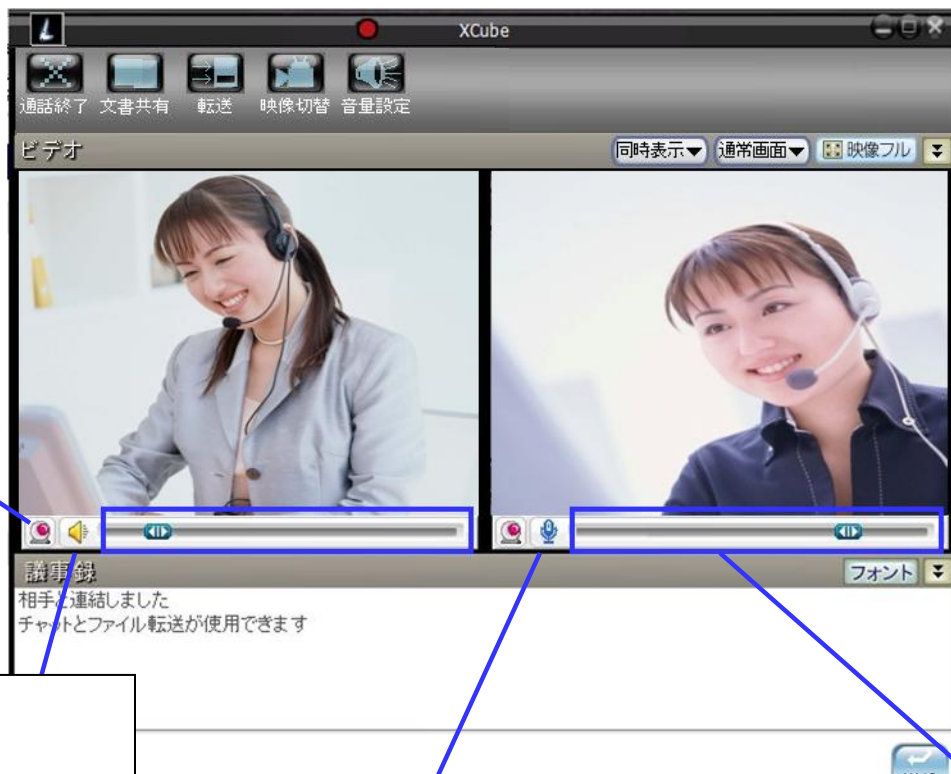 XCube
通話終了 文書共有 転送 映像切替 音量設定
ビデオ 同時表示▼ 通常画面▼ 映像フル
議事録 フォント
相手と連結しました
チャットとファイル転送が使用できます